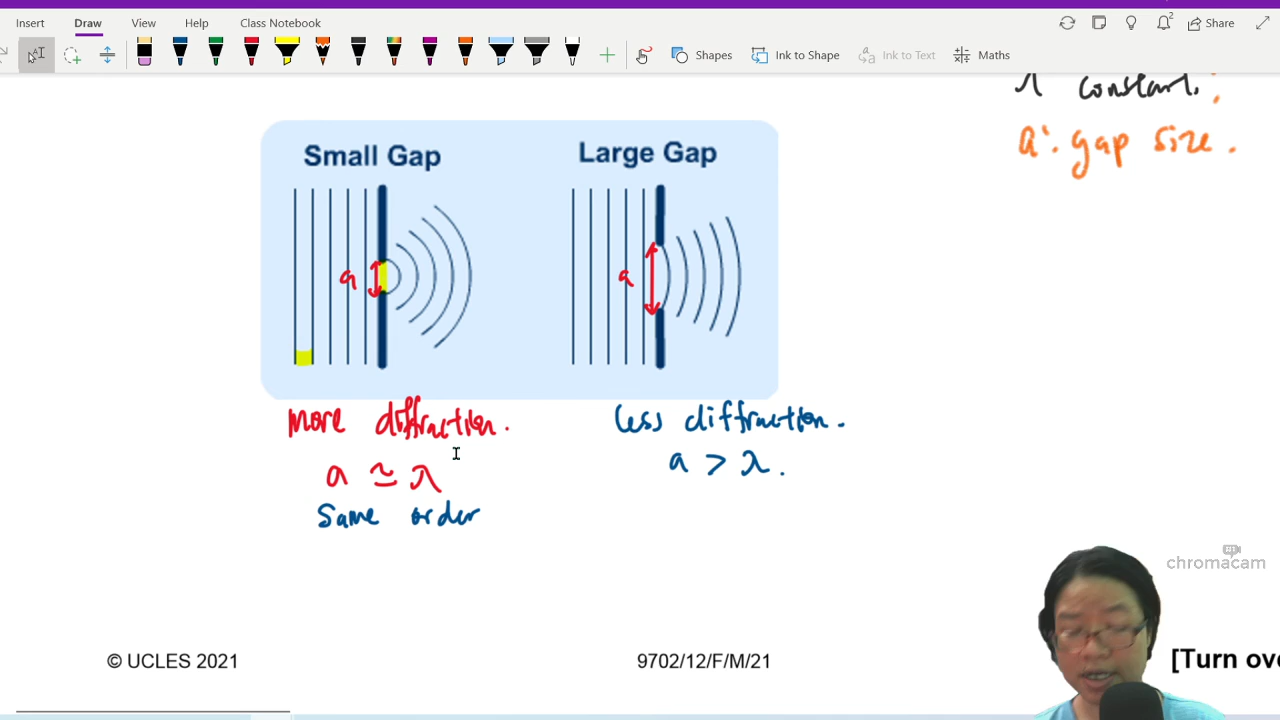 Insert Draw View Help Class Notebook
2 Share
Shapes Ink to Shape Ink to Text Maths
λ constant.
a: gap size.
Small Gap
Large Gap
a
a
more diffraction.
less diffraction.
a ≃ λ
a > λ.
Same order
chromacam
© UCLES 2021
9702/12/F/M/21
[Turn ove